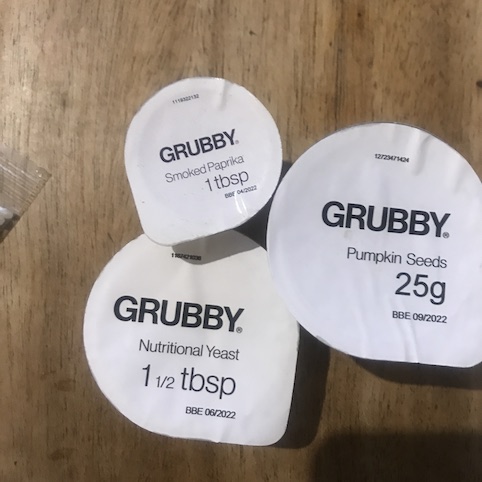 GRUBBY®
Smoked Paprika
1 tbsp
BBE 04/2022
12723471424
GRUBBY®
Pumpkin Seeds
25g
BBE 09/2022
GRUBBY®
Nutritional Yeast
1 1/2 tbsp
BBE 06/2022